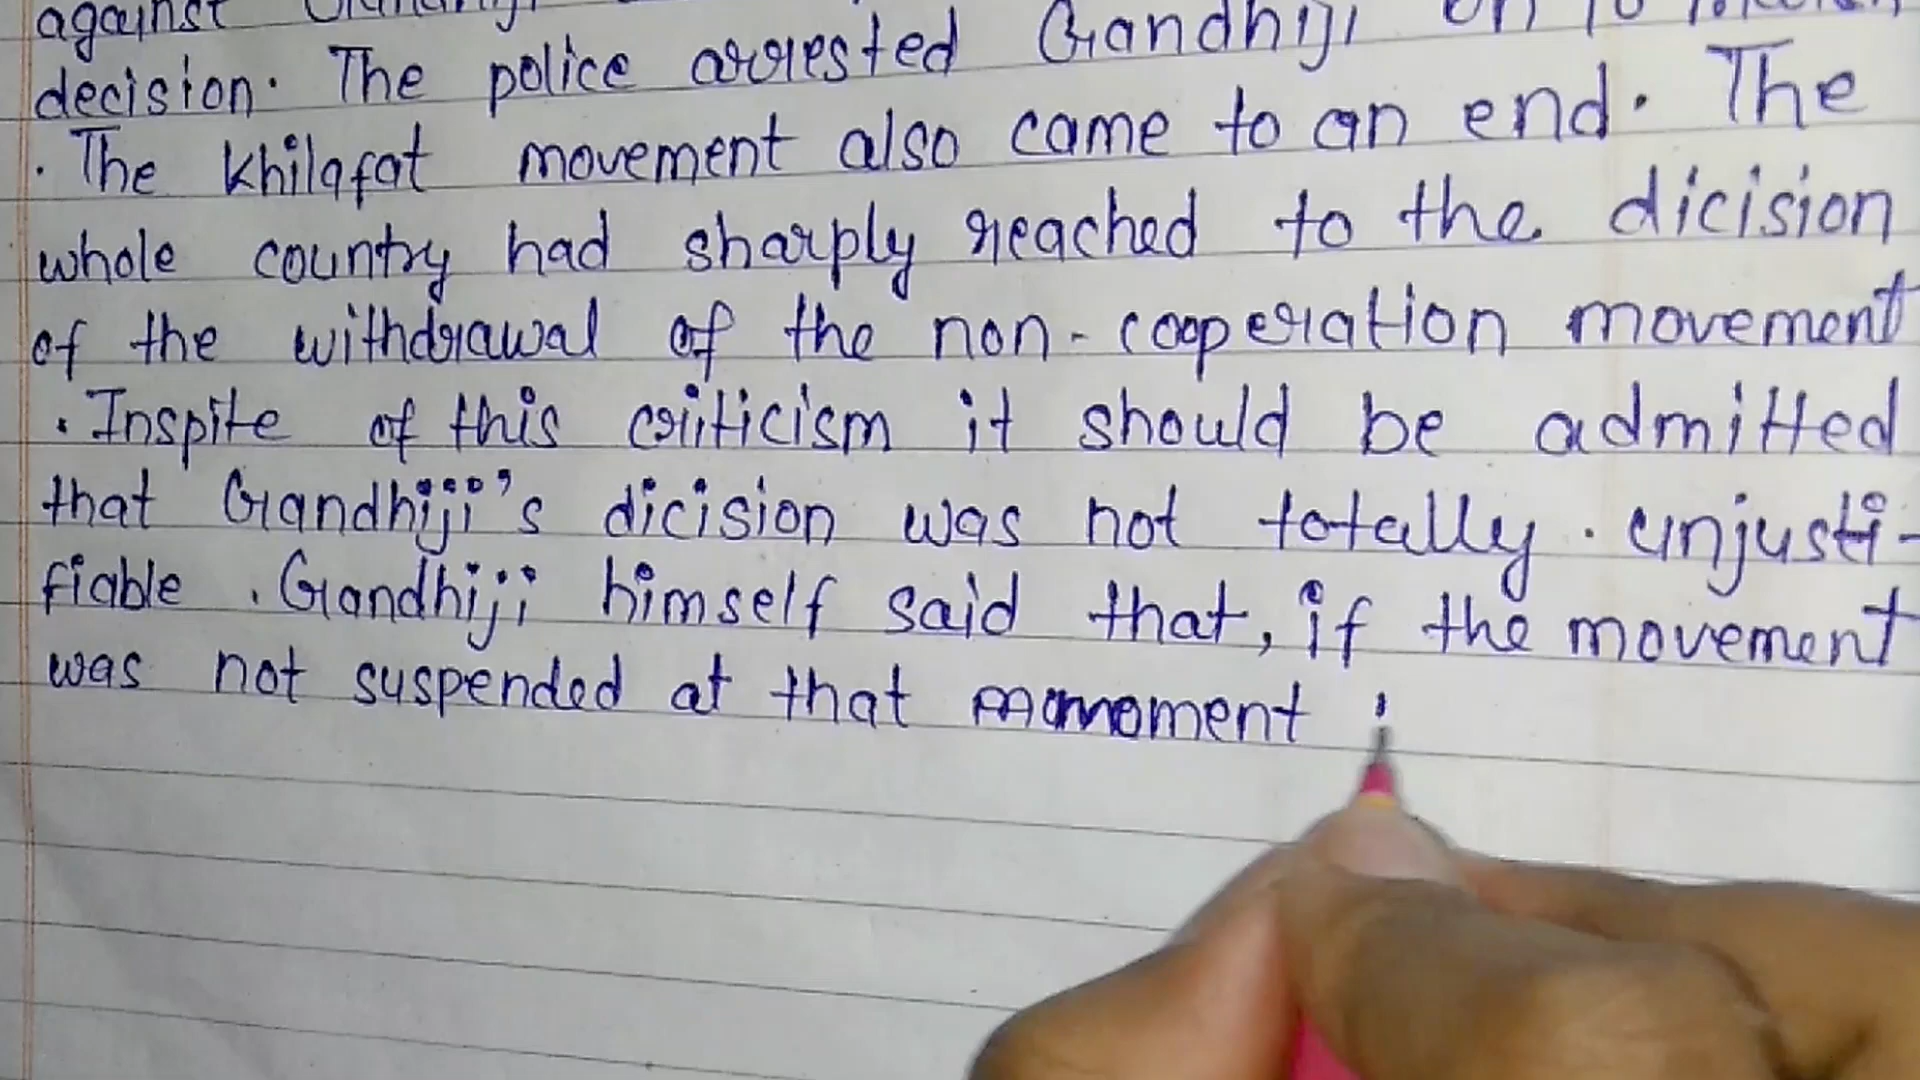 against
decision. The police arrested Gandhiji on 10
. The Khilafat movement also came to an end. The
whole country had sharply reached to the dicision
of the withdrawal of the non-cooperation movement
. Inspite of this criticism it should be admitted
that Gandhiji's dicision was not totally . unjusti-
fiable . Gandhiji himself said that, if the movement
was not suspended at that moment